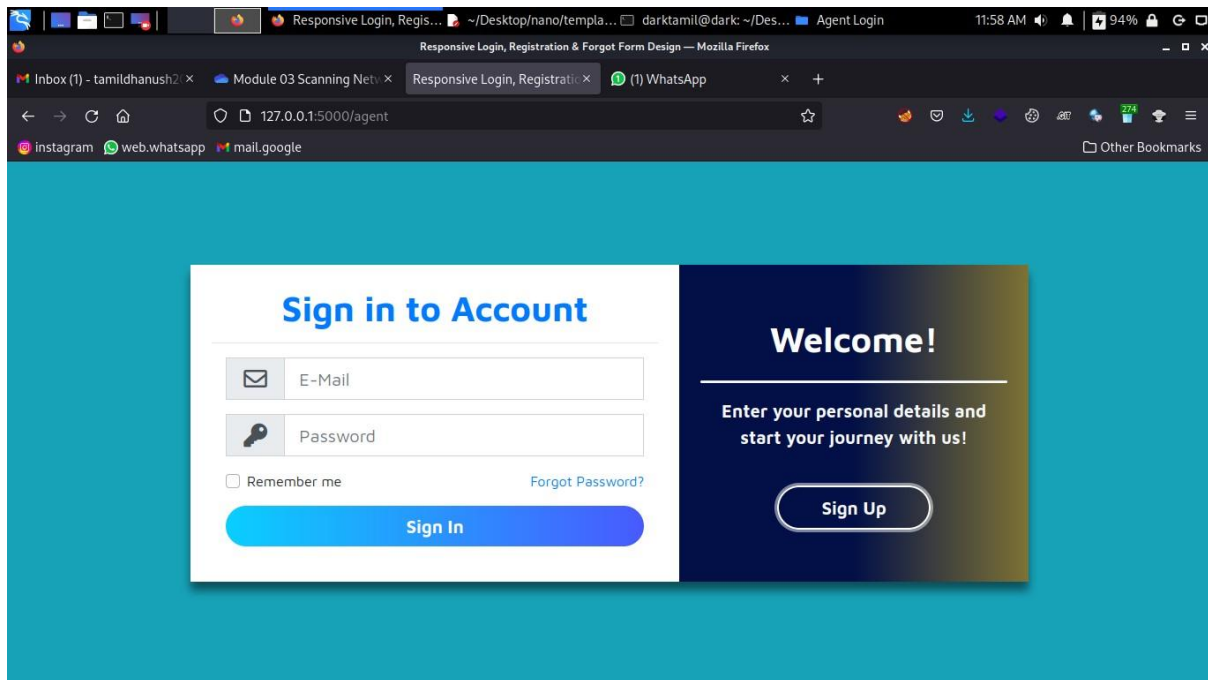 Responsive Login, Regis... ~/Desktop/nano/templa... darktamil@dark: ~/Des... Agent Login 11:58 AM 94%
Responsive Login, Registration & Forgot Form Design — Mozilla Firefox
Inbox (1) - tamildhanush2 Module 03 Scanning Netw Responsive Login, Registratio (1) WhatsApp
127.0.0.1:5000/agent 274
instagram web.whatsapp mail.google Other Bookmarks
Sign in to Account
E-Mail
Password
Remember me Forgot Password?
Sign In
Welcome!
Enter your personal details and
start your journey with us!
Sign Up